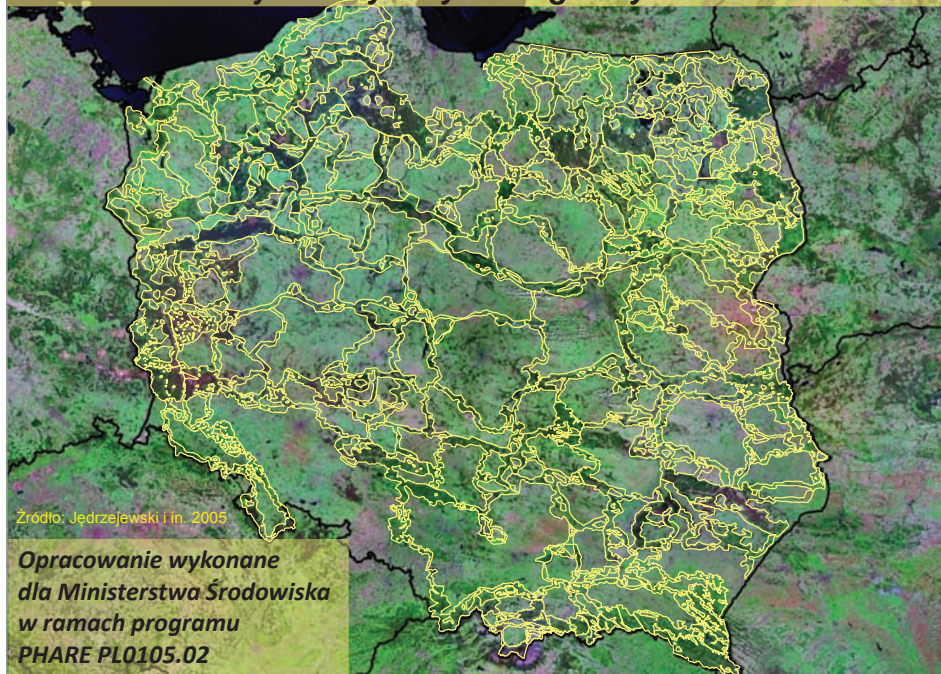 Źródło: Jędrzejewski i in. 2005
Opracowanie wykonane
dla Ministerstwa Środowiska
w ramach programu
PHARE PL0105.02